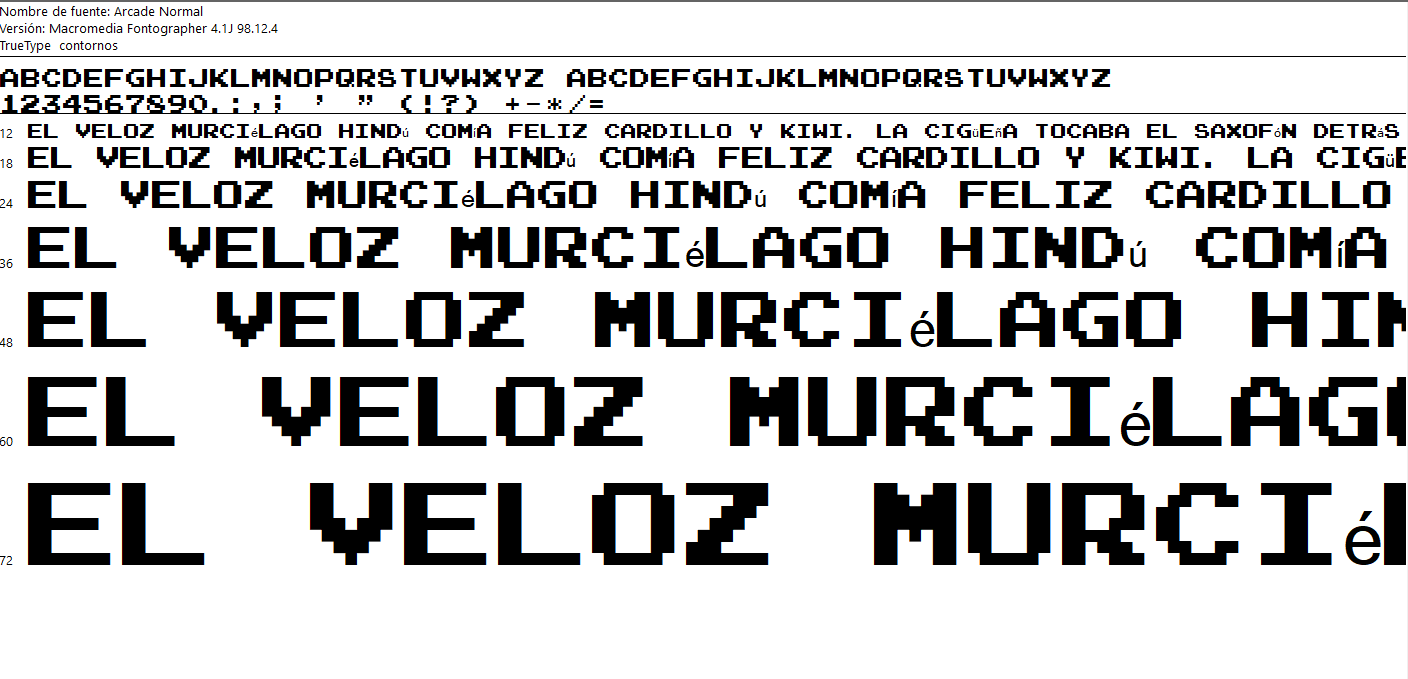 Nombre de fuente: Arcade Normal
Versión: Macromedia Fontographer 4.1J 98.12.4
TrueType contornos
ABCDEFGHIJKLMNOPQRSTUVWXYZ ABCDEFGHIJKLMNOPQRSTUVWXYZ
1234567890.:,; ' " (!?) +-*/=
12 EL VELOZ MURCIéLAGO HINDú COMíA FELIZ CARDILLO Y KIWI. LA CIGüEñA TOCABA EL SAXOFóN DETRáS
18 EL VELOZ MURCIéLAGO HINDú COMíA FELIZ CARDILLO Y KIWI. LA CIGüE
24 EL VELOZ MURCIéLAGO HINDú COMíA FELIZ CARDILLO
36 EL VELOZ MURCIéLAGO HINDú COMíA
48 EL VELOZ MURCIéLAGO HIN
60 EL VELOZ MURCIéLAG
72 EL VELOZ MURCIé